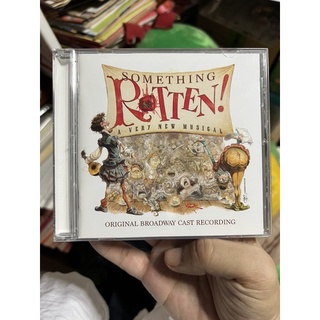 SOMETHING
ROTTEN!
A VERY NEW MUSICAL
ORIGINAL BROADWAY CAST RECORDING